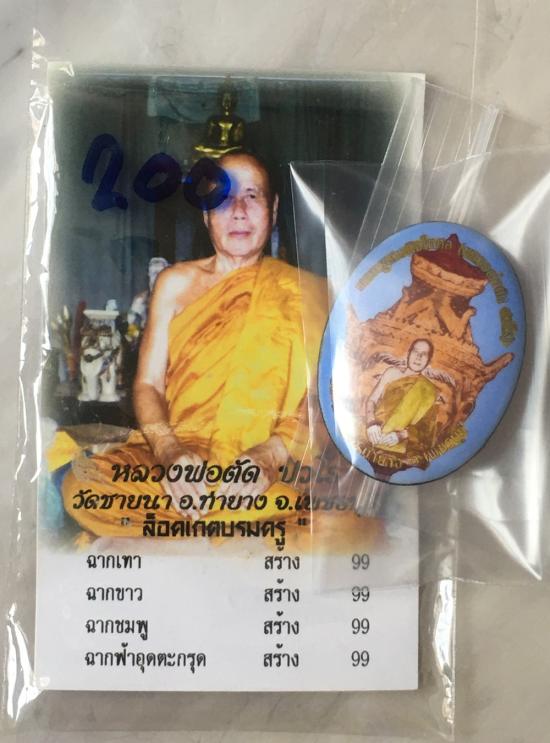 200
หลวงพ่อตัด
วัดชายนา อ.ท่ายาง
"ล็อคเกตบรมครู"
ฉากเทา สร้าง 99
ฉากขาว สร้าง 99
ฉากชมพู สร้าง 99
ฉากฟ้าอุดตะกรุด สร้าง 99